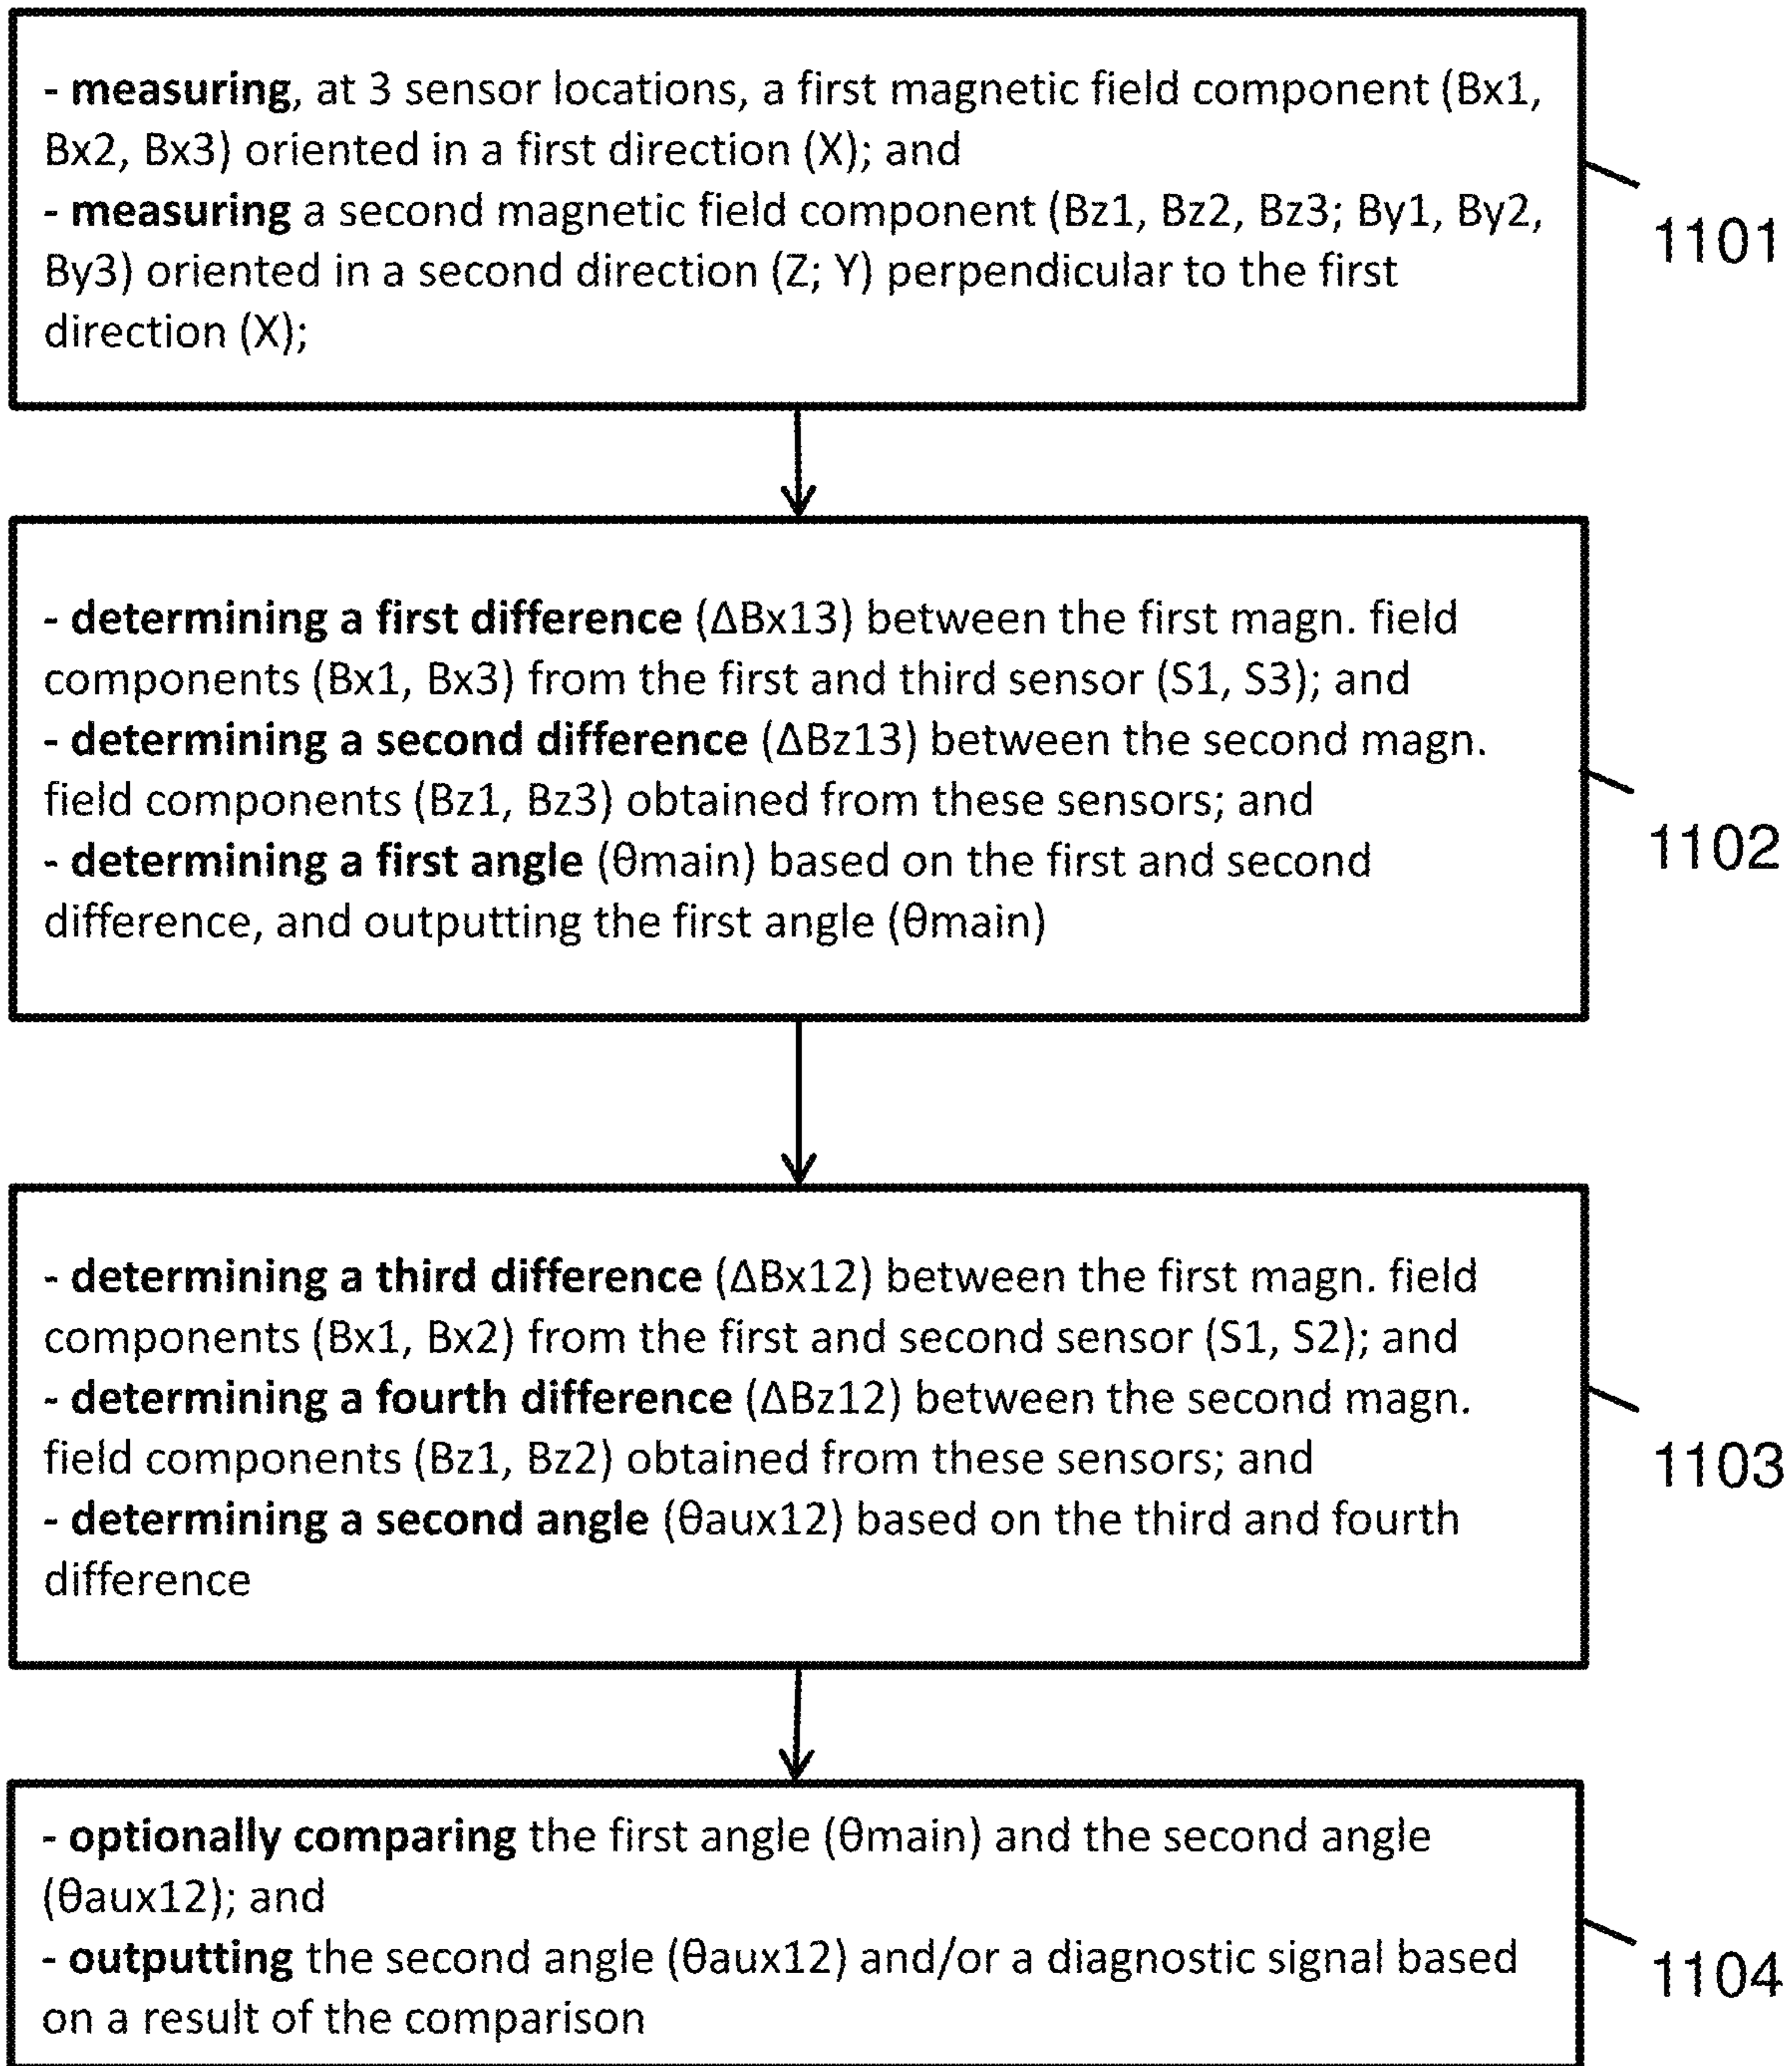 - measuring, at 3 sensor locations, a first magnetic field component (Bx1,
Bx2, Bx3) oriented in a first direction (X); and
- measuring a second magnetic field component (Bz1, Bz2, Bz3; By1, By2,
By3) oriented in a second direction (Z; Y) perpendicular to the first
direction (X);
1101
- determining a first difference (ΔBx13) between the first magn. field
components (Bx1, Bx3) from the first and third sensor (S1, S3); and
- determining a second difference (ΔBz13) between the second magn.
field components (Bz1, Bz3) obtained from these sensors; and
- determining a first angle (θmain) based on the first and second
difference, and outputting the first angle (θmain)
1102
- determining a third difference (ΔBx12) between the first magn. field
components (Bx1, Bx2) from the first and second sensor (S1, S2); and
- determining a fourth difference (ΔBz12) between the second magn.
field components (Bz1, Bz2) obtained from these sensors; and
- determining a second angle (θaux12) based on the third and fourth
difference
1103
- optionally comparing the first angle (θmain) and the second angle
(θaux12); and
- outputting the second angle (θaux12) and/or a diagnostic signal based
on a result of the comparison
1104